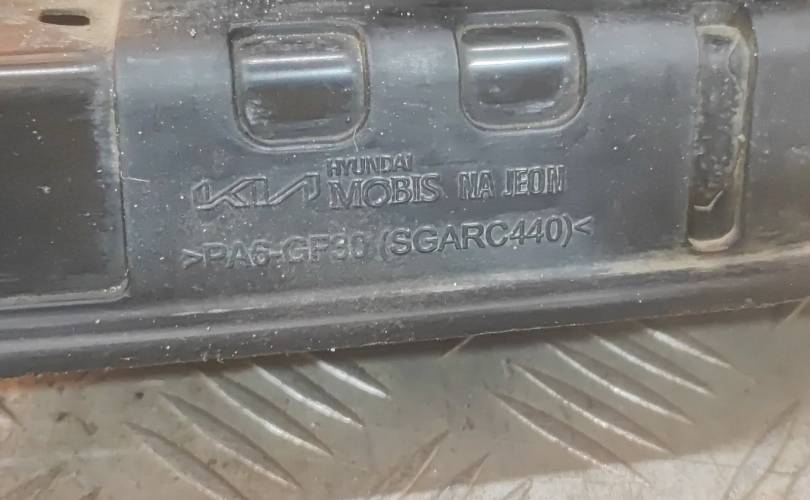 HYUNDAI
KIA MOBIS NA JEON
>PA6-GF30 (SGARC440)<